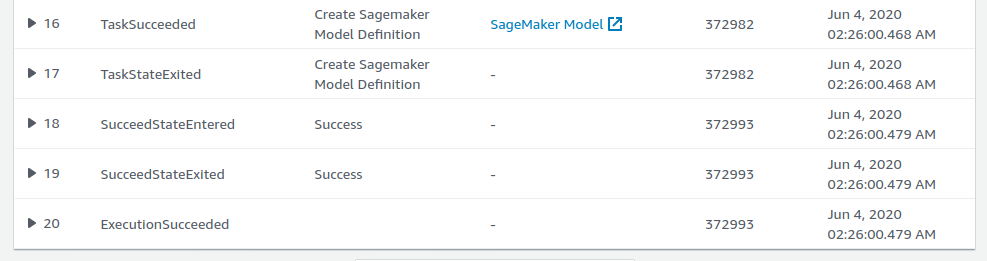 16 TaskSucceeded Create Sagemaker Model Definition SageMaker Model 372982 Jun 4, 2020 02:26:00.468 AM
17 TaskStateExited Create Sagemaker Model Definition - 372982 Jun 4, 2020 02:26:00.468 AM
18 SucceedStateEntered Success - 372993 Jun 4, 2020 02:26:00.479 AM
19 SucceedStateExited Success - 372993 Jun 4, 2020 02:26:00.479 AM
20 ExecutionSucceeded - 372993 Jun 4, 2020 02:26:00.479 AM